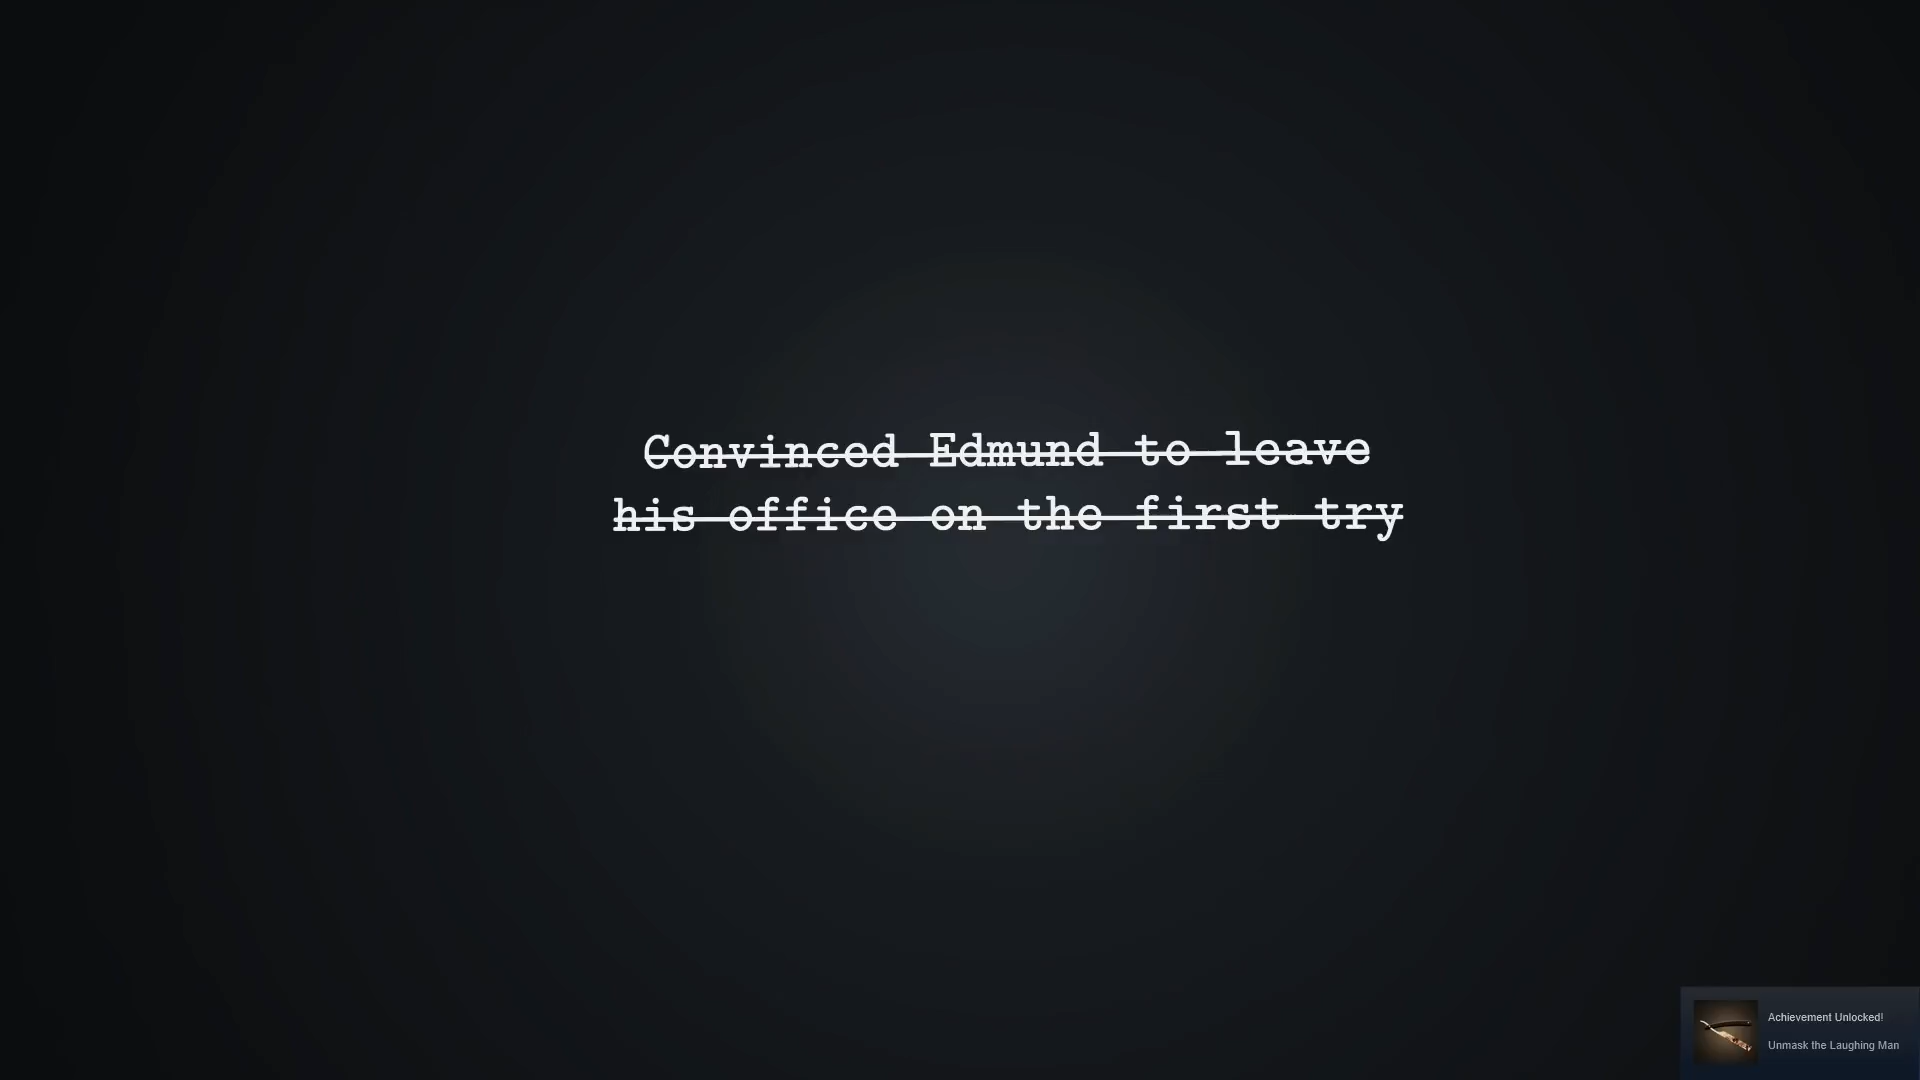 Convinced Edmund to leave
his office on the first try
Achievement Unlocked!
Unmask the Laughing Man